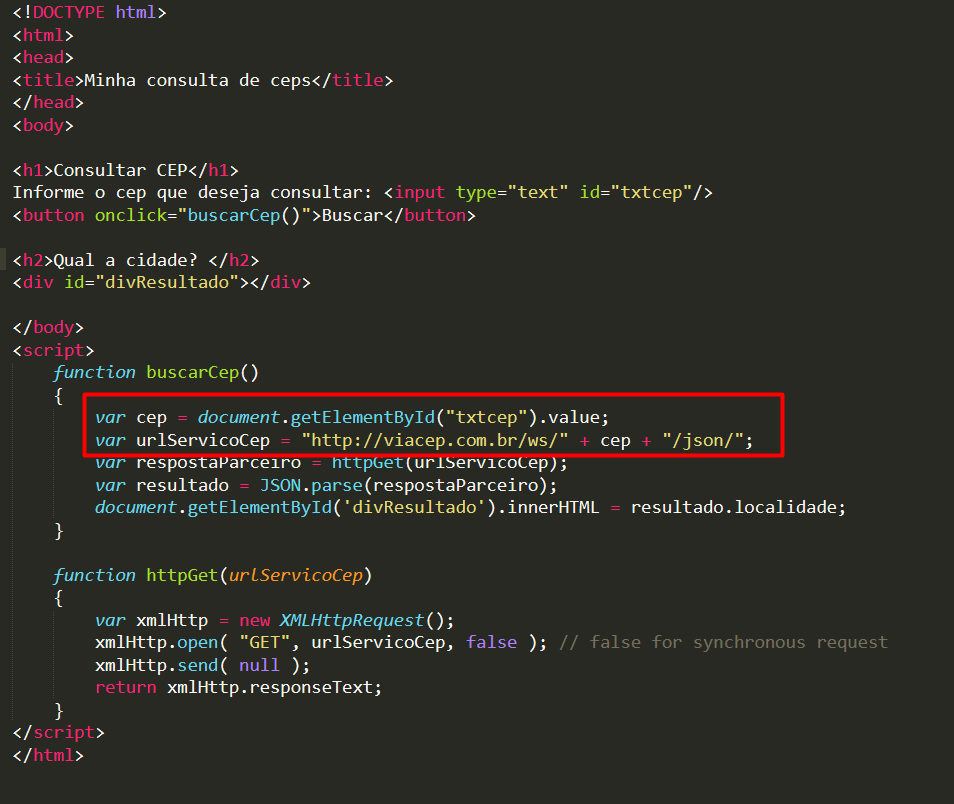 <!DOCTYPE html>
<html>
<head>
<title>Minha consulta de ceps</title>
</head>
<body>
<h1>Consultar CEP</h1>
Informe o cep que deseja consultar: <input type="text" id="txtcep"/>
<button onclick="buscarCep()">Buscar</button>
<h2>Qual a cidade? </h2>
<div id="divResultado"></div>
</body>
<script>
function buscarCep()
{
var cep = document.getElementById("txtcep").value;
var urlServicoCep = "http://viacep.com.br/ws/" + cep + "/json/";
var respostaParceiro = httpGet(urlServicoCep);
var resultado = JSON.parse(respostaParceiro);
document.getElementById('divResultado').innerHTML = resultado.localidade;
}
function httpGet(urlServicoCep)
{
var xmlHttp = new XMLHttpRequest();
xmlHttp.open( "GET", urlServicoCep, false ); // false for synchronous request
xmlHttp.send( null );
return xmlHttp.responseText;
}
</script>
</html>